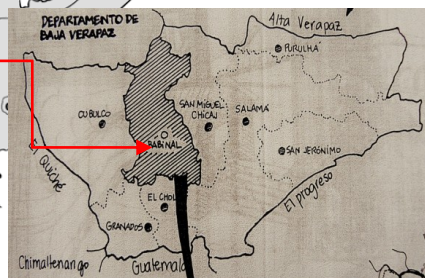 DEPARTAMENTO DE
BAJA VERAPAZ
Alta Verapaz
PURULHÁ
CUBULCO
SAN MIGUEL
CHICAJ
SALAMÁ
RABINAL
SAN JERÓNIMO
El Quiché
EL CHOL
GRANADOS
El progreso
Chimaltenango
Guatemala